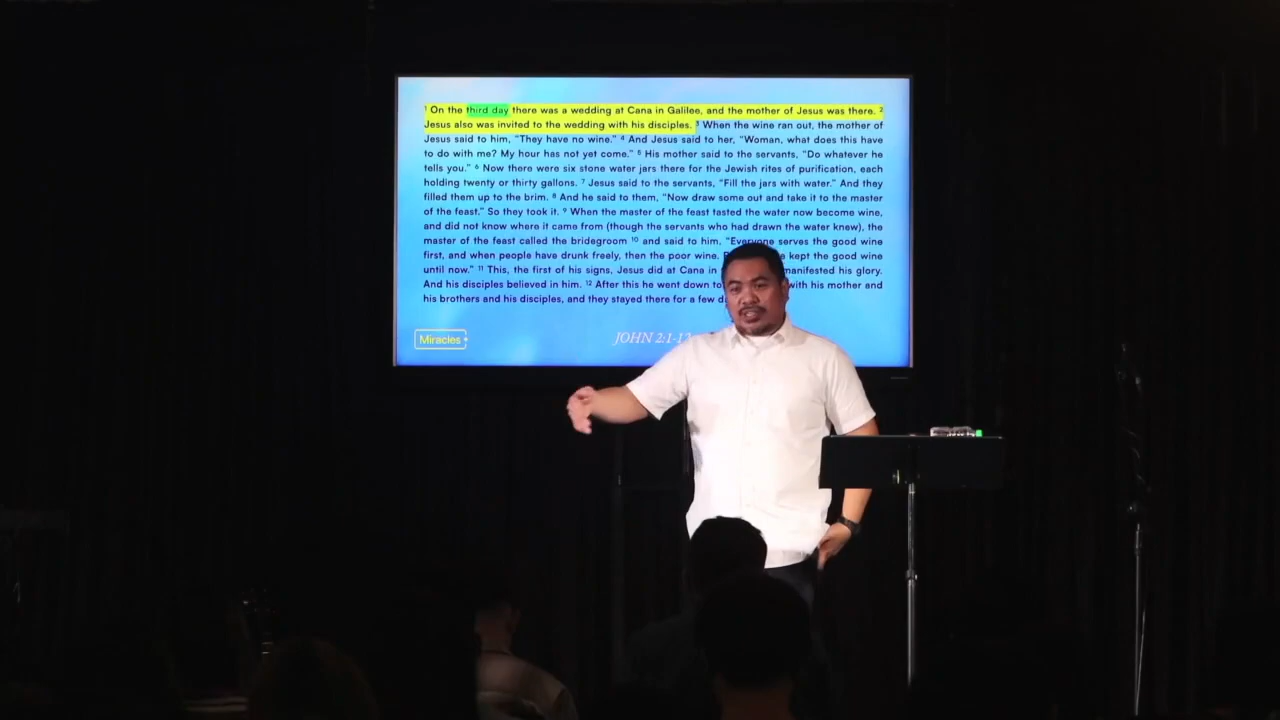 ¹ On the third day there was a wedding at Cana in Galilee, and the mother of Jesus was there. ²
Jesus also was invited to the wedding with his disciples. ³ When the wine ran out, the mother of
Jesus said to him, “They have no wine.” ⁴ And Jesus said to her, “Woman, what does this have
to do with me? My hour has not yet come.” ⁵ His mother said to the servants, “Do whatever he
tells you.” ⁶ Now there were six stone water jars there for the Jewish rites of purification, each
holding twenty or thirty gallons. ⁷ Jesus said to the servants, “Fill the jars with water.” And they
filled them up to the brim. ⁸ And he said to them, “Now draw some out and take it to the master
of the feast.” So they took it. ⁹ When the master of the feast tasted the water now become wine,
and did not know where it came from (though the servants who had drawn the water knew), the
master of the feast called the bridegroom ¹⁰ and said to him, “Everyone serves the good wine
first, and when people have drunk freely, then the poor wine. kept the good wine
until now.” ¹¹ This, the first of his signs, Jesus did at Cana in manifested his glory.
And his disciples believed in him. ¹² After this he went down to with his mother and
his brothers and his disciples, and they stayed there for a few
Miracles
JOHN 2:1-12